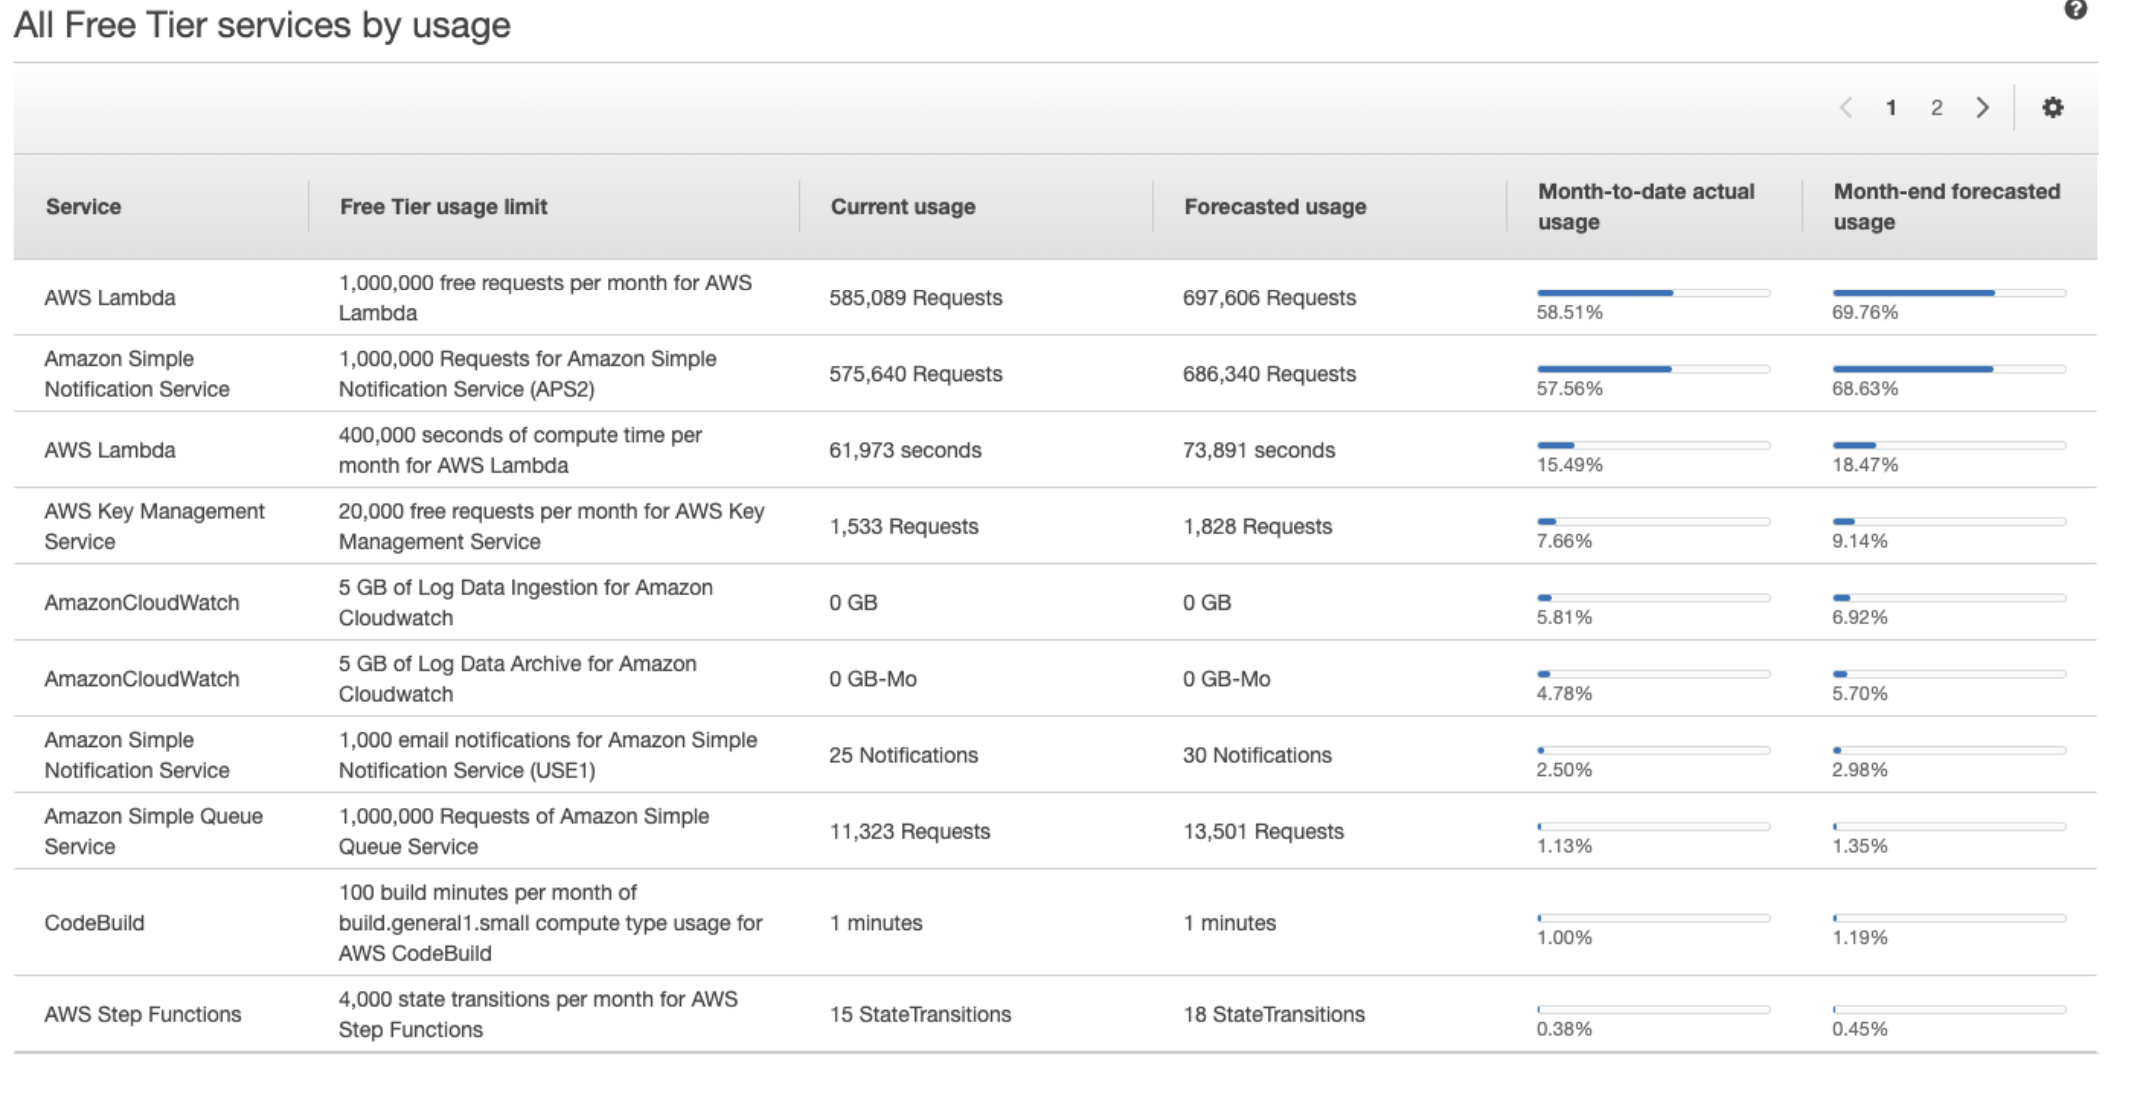 All Free Tier services by usage
1 2
Service Free Tier usage limit Current usage Forecasted usage Month-to-date actual usage Month-end forecasted usage
AWS Lambda 1,000,000 free requests per month for AWS Lambda 585,089 Requests 697,606 Requests 58.51% 69.76%
Amazon Simple Notification Service 1,000,000 Requests for Amazon Simple Notification Service (APS2) 575,640 Requests 686,340 Requests 57.56% 68.63%
AWS Lambda 400,000 seconds of compute time per month for AWS Lambda 61,973 seconds 73,891 seconds 15.49% 18.47%
AWS Key Management Service 20,000 free requests per month for AWS Key Management Service 1,533 Requests 1,828 Requests 7.66% 9.14%
AmazonCloudWatch 5 GB of Log Data Ingestion for Amazon Cloudwatch 0 GB 0 GB 5.81% 6.92%
AmazonCloudWatch 5 GB of Log Data Archive for Amazon Cloudwatch 0 GB-Mo 0 GB-Mo 4.78% 5.70%
Amazon Simple Notification Service 1,000 email notifications for Amazon Simple Notification Service (USE1) 25 Notifications 30 Notifications 2.50% 2.98%
Amazon Simple Queue Service 1,000,000 Requests of Amazon Simple Queue Service 11,323 Requests 13,501 Requests 1.13% 1.35%
CodeBuild 100 build minutes per month of build.general1.small compute type usage for AWS CodeBuild 1 minutes 1 minutes 1.00% 1.19%
AWS Step Functions 4,000 state transitions per month for AWS Step Functions 15 StateTransitions 18 StateTransitions 0.38% 0.45%